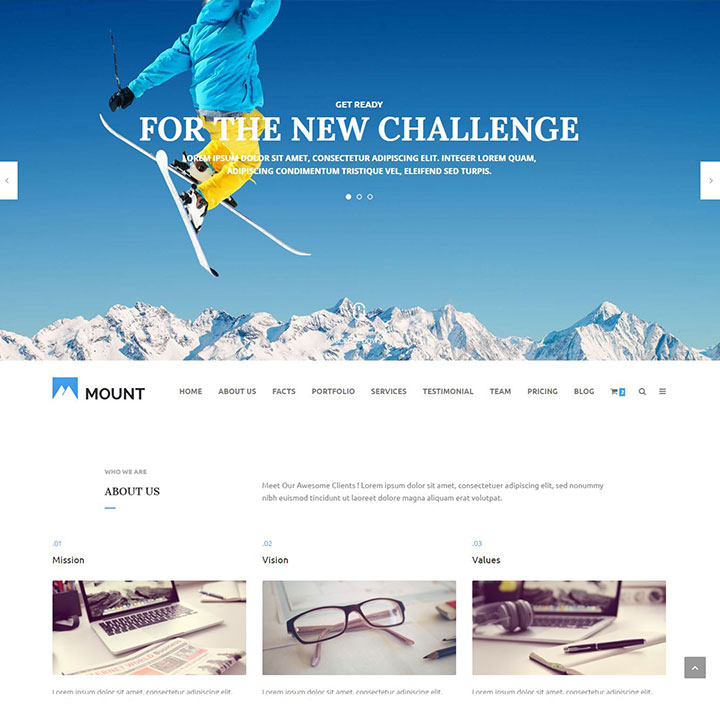 GET READY
FOR THE NEW CHALLENGE
LOREM IPSUM DOLOR SIT AMET, CONSECTETUR ADIPISCING ELIT. INTEGER LOREM QUAM,
ADIPISCING CONDIMENTUM TRISTIQUE VEL, ELEIFEND SED TURPIS.
MOUNT
HOME ABOUT US FACTS PORTFOLIO SERVICES TESTIMONIAL TEAM PRICING BLOG
WHO WE ARE
ABOUT US
Meet Our Awesome Clients ! Lorem ipsum dolor sit amet, consectetuer adipiscing elit, sed nonummy
nibh euismod tincidunt ut laoreet dolore magna aliquam erat volutpat.
.01 .02 .03
Mission Vision Values
Lorem ipsum dolor sit amet, consectetur adipiscing elit. Lorem ipsum dolor sit amet, consectetur adipiscing elit. Lorem ipsum dolor sit amet, consectetur adipiscing elit.